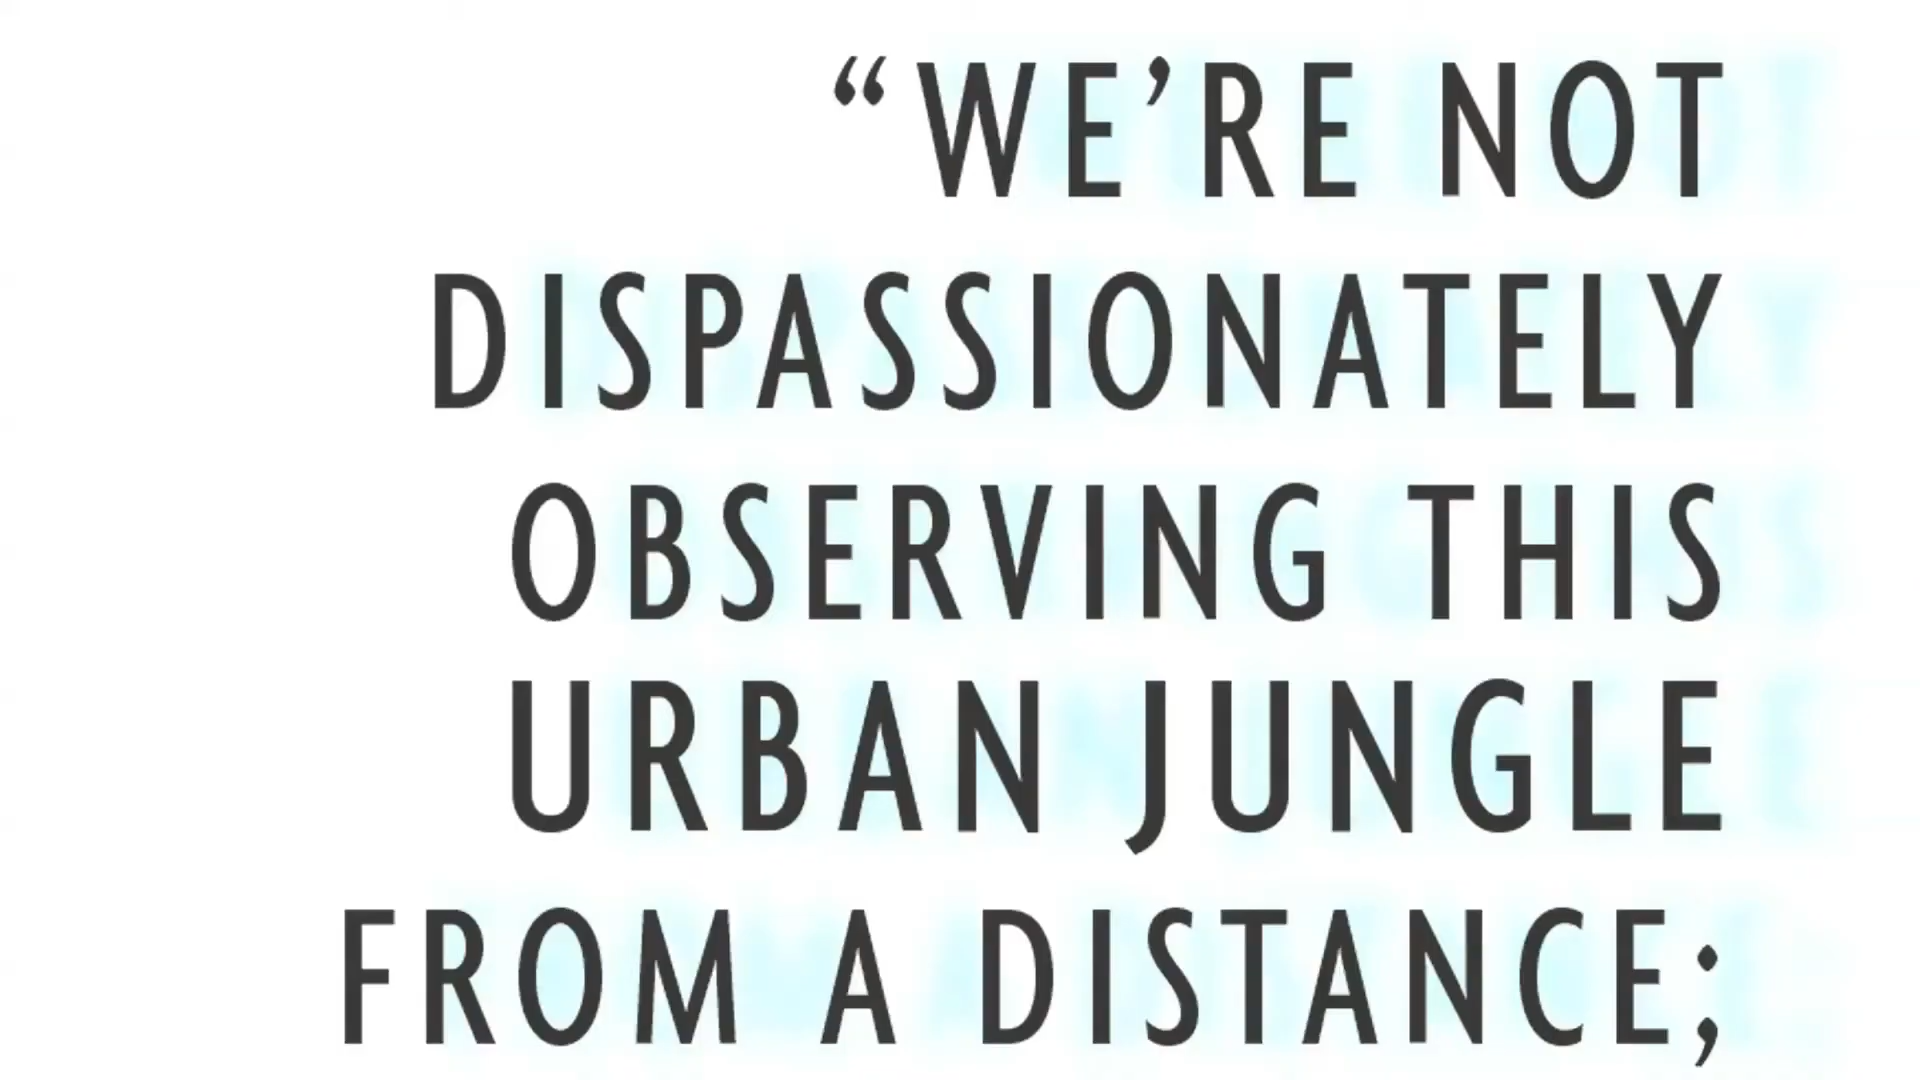 “WE’RE NOT
DISPASSIONATELY
OBSERVING THIS
URBAN JUNGLE
FROM A DISTANCE;